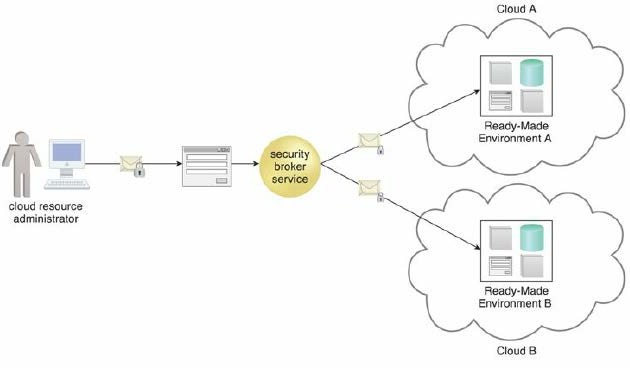 Cloud A
Ready-Made
Environment A
security
broker
service
cloud resource
administrator
Ready-Made
Environment B
Cloud B